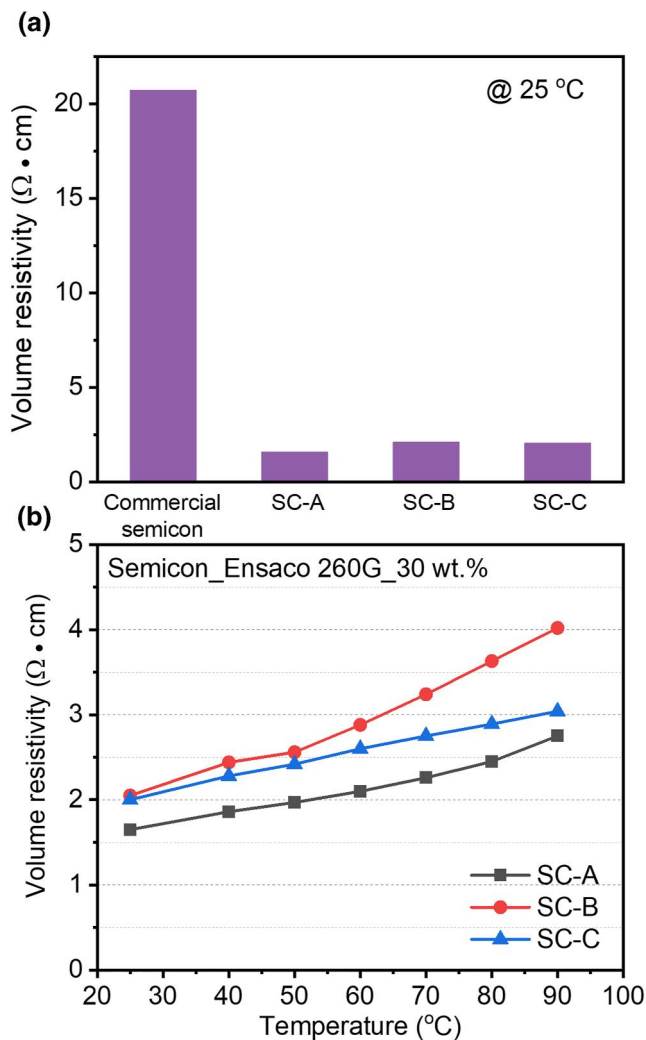 (a)
@ 25 °C
Volume resistivity (Ω • cm)
20
15
10
5
0
Commercial semicon
SC-A
SC-B
SC-C
(b)
Semicon_Ensaco 260G_30 wt.%
Volume resistivity (Ω • cm)
5
4
3
2
1
0
SC-A
SC-B
SC-C
20 30 40 50 60 70 80 90 100
Temperature (°C)